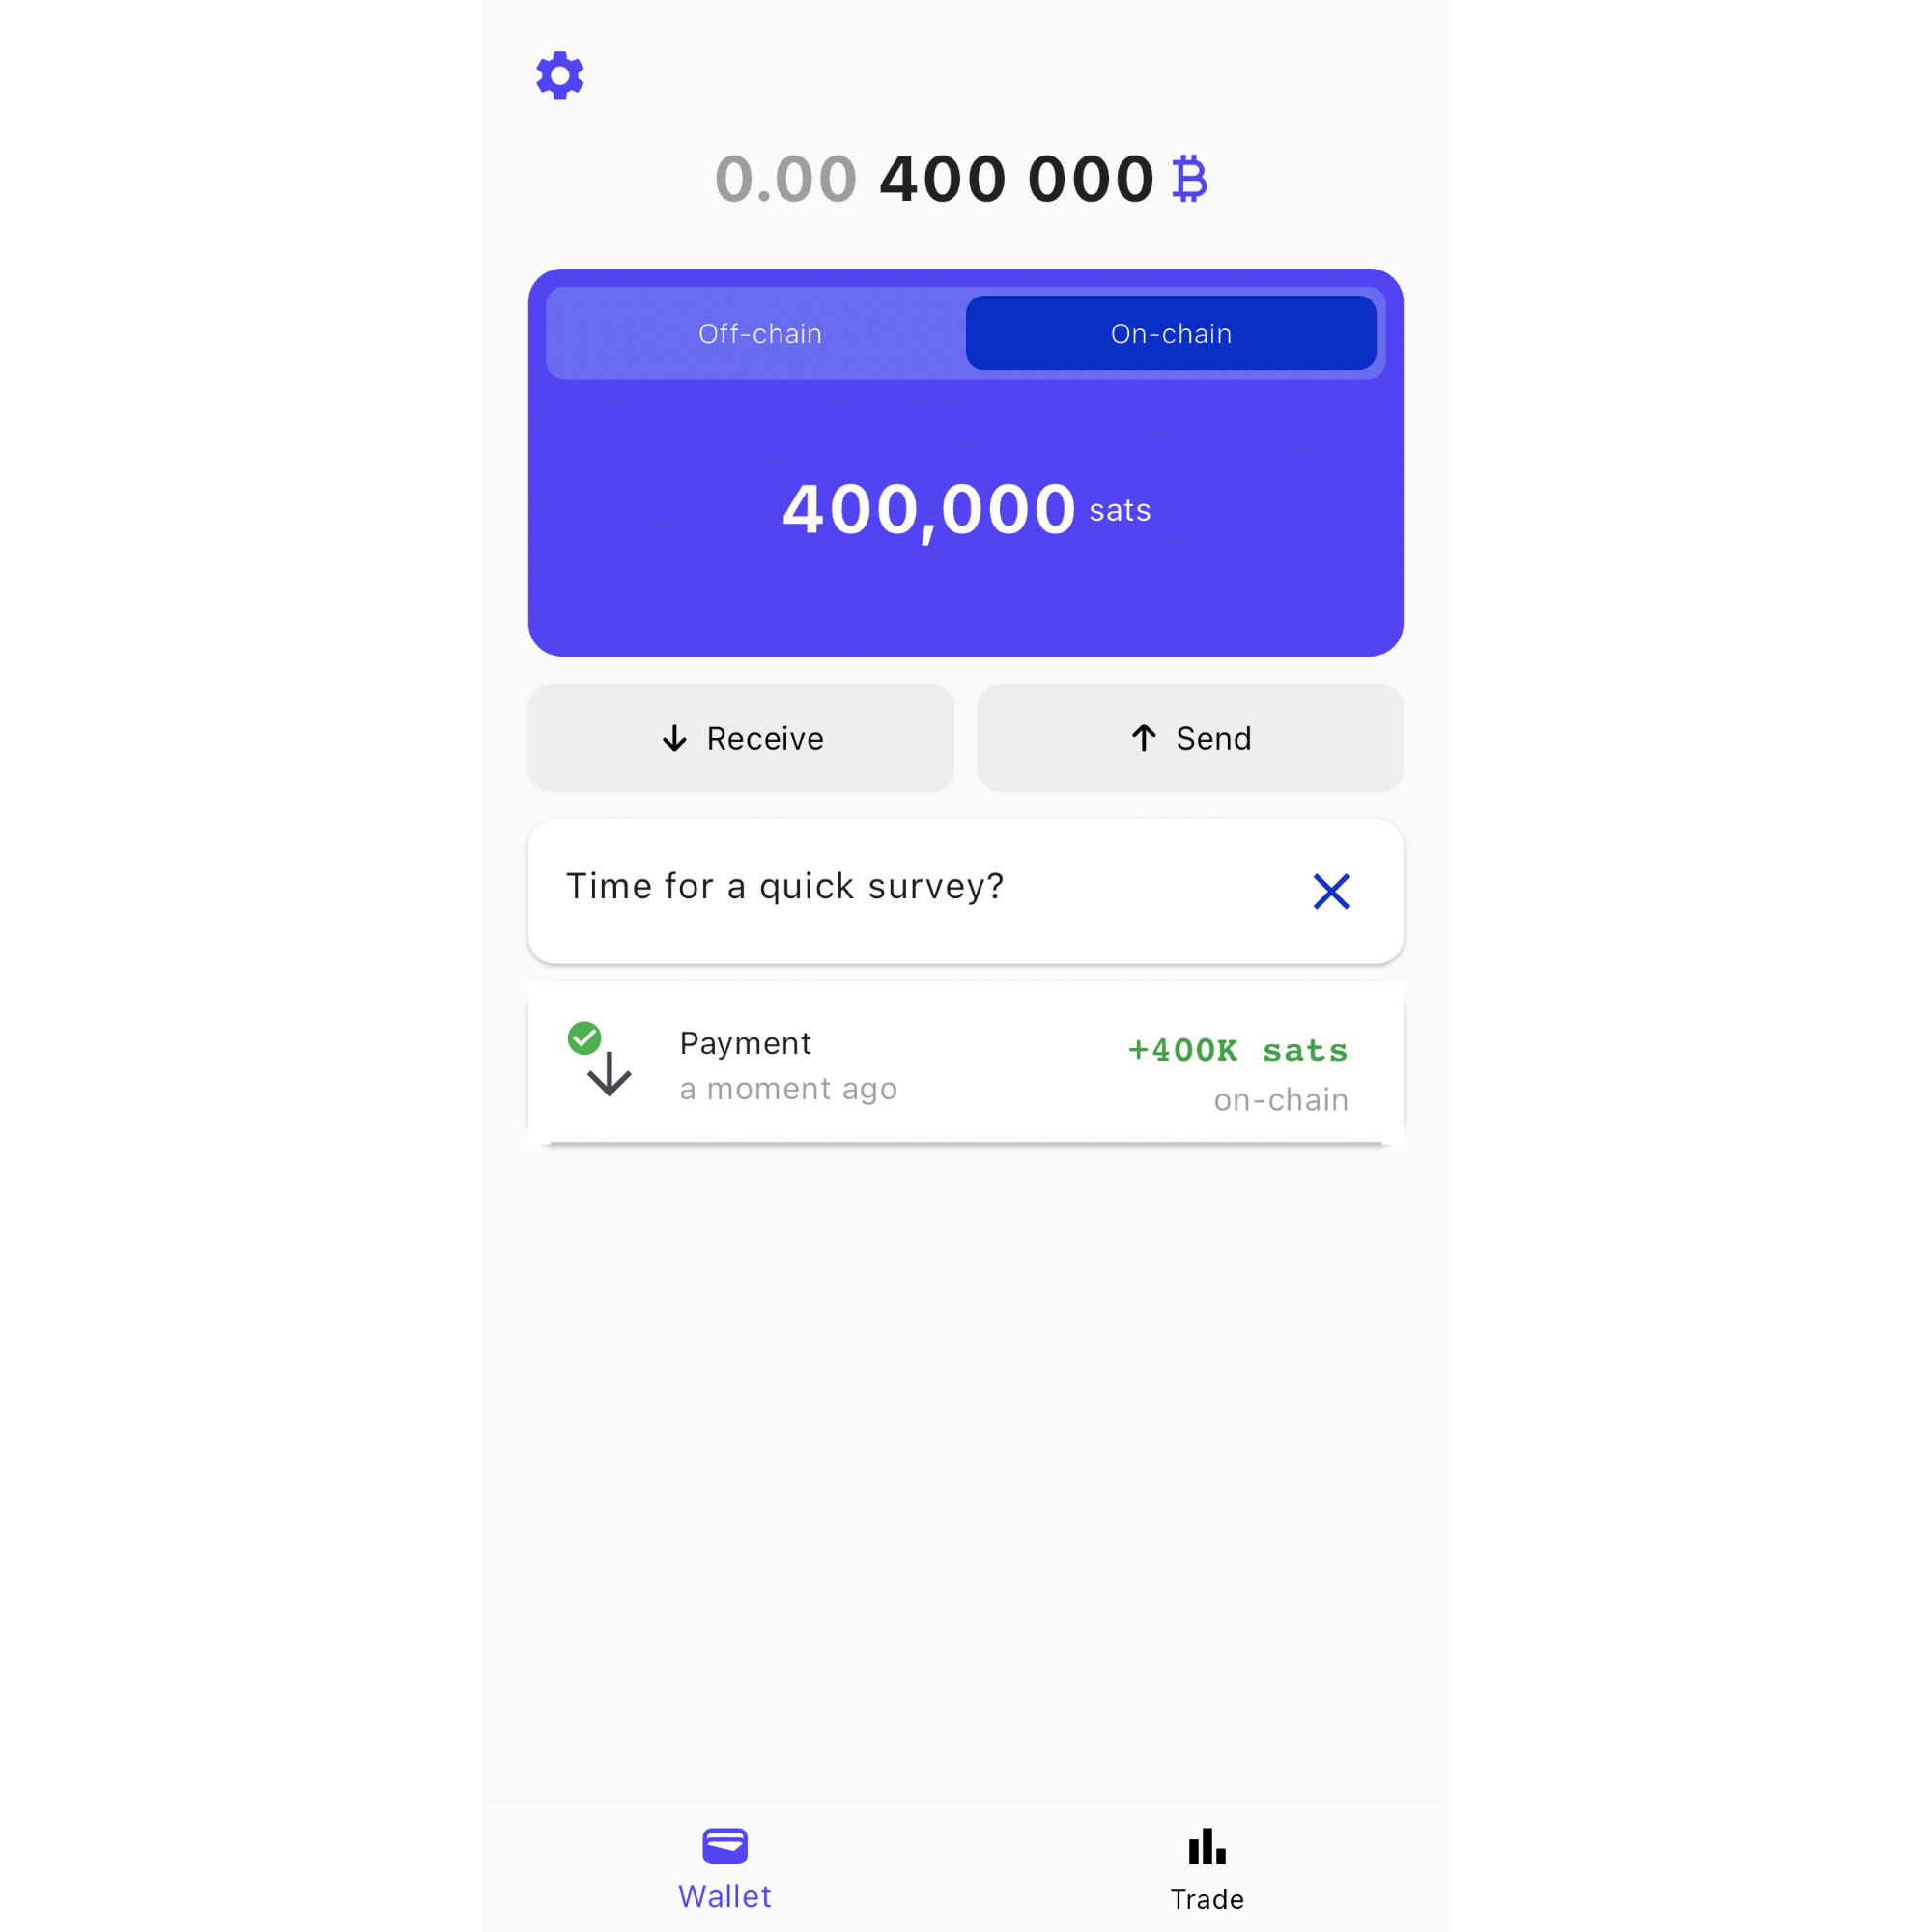 0.00 400 000 ₿
Off-chain
On-chain
400,000 sats
Receive
Send
Time for a quick survey?
Payment
+400K sats
a moment ago
on-chain
Wallet
Trade